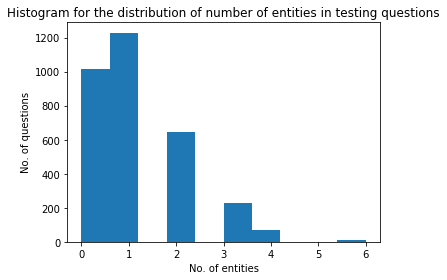 Histogram for the distribution of number of entities in testing questions
No. of questions
1200
1000
800
600
400
200
0
0 1 2 3 4 5 6
No. of entities